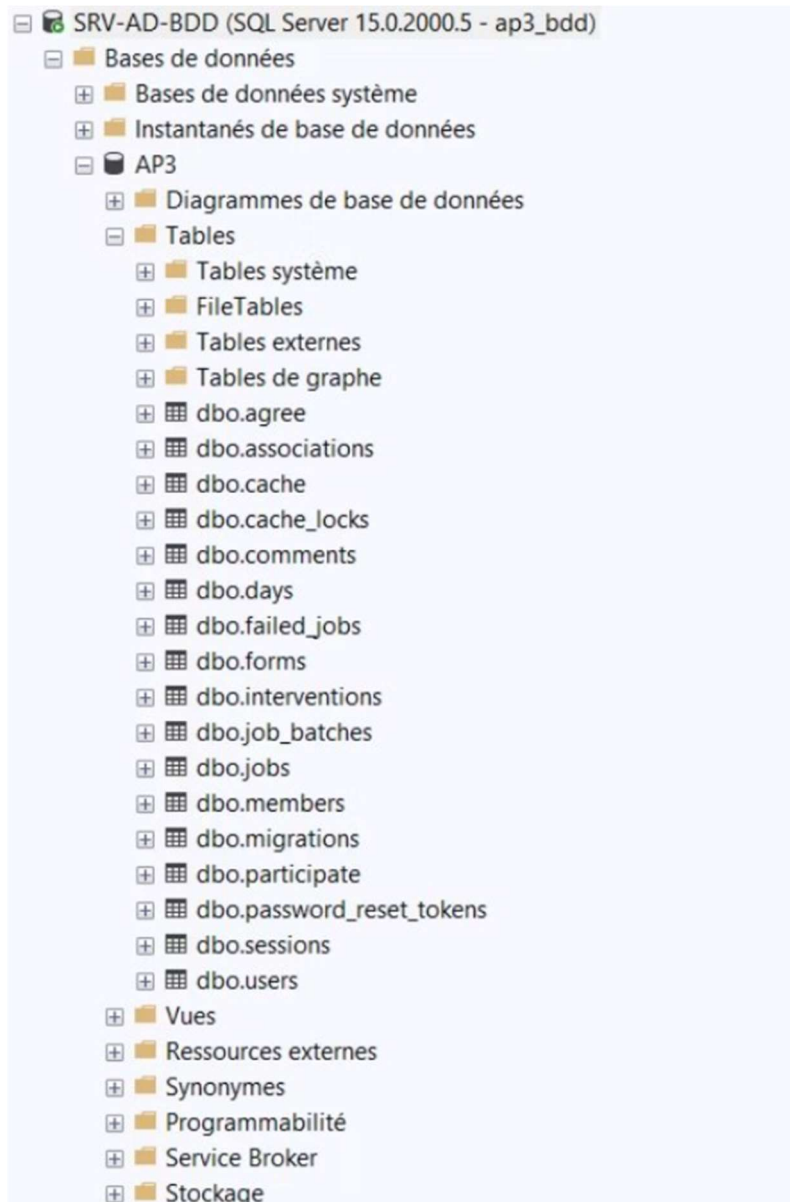 SRV-AD-BDD (SQL Server 15.0.2000.5 - ap3_bdd)
Bases de données
Bases de données système
Instantanés de base de données
AP3
Diagrammes de base de données
Tables
Tables système
FileTables
Tables externes
Tables de graphe
dbo.agree
dbo.associations
dbo.cache
dbo.cache_locks
dbo.comments
dbo.days
dbo.failed_jobs
dbo.forms
dbo.interventions
dbo.job_batches
dbo.jobs
dbo.members
dbo.migrations
dbo.participate
dbo.password_reset_tokens
dbo.sessions
dbo.users
Vues
Ressources externes
Synonymes
Programmabilité
Service Broker
Stockage